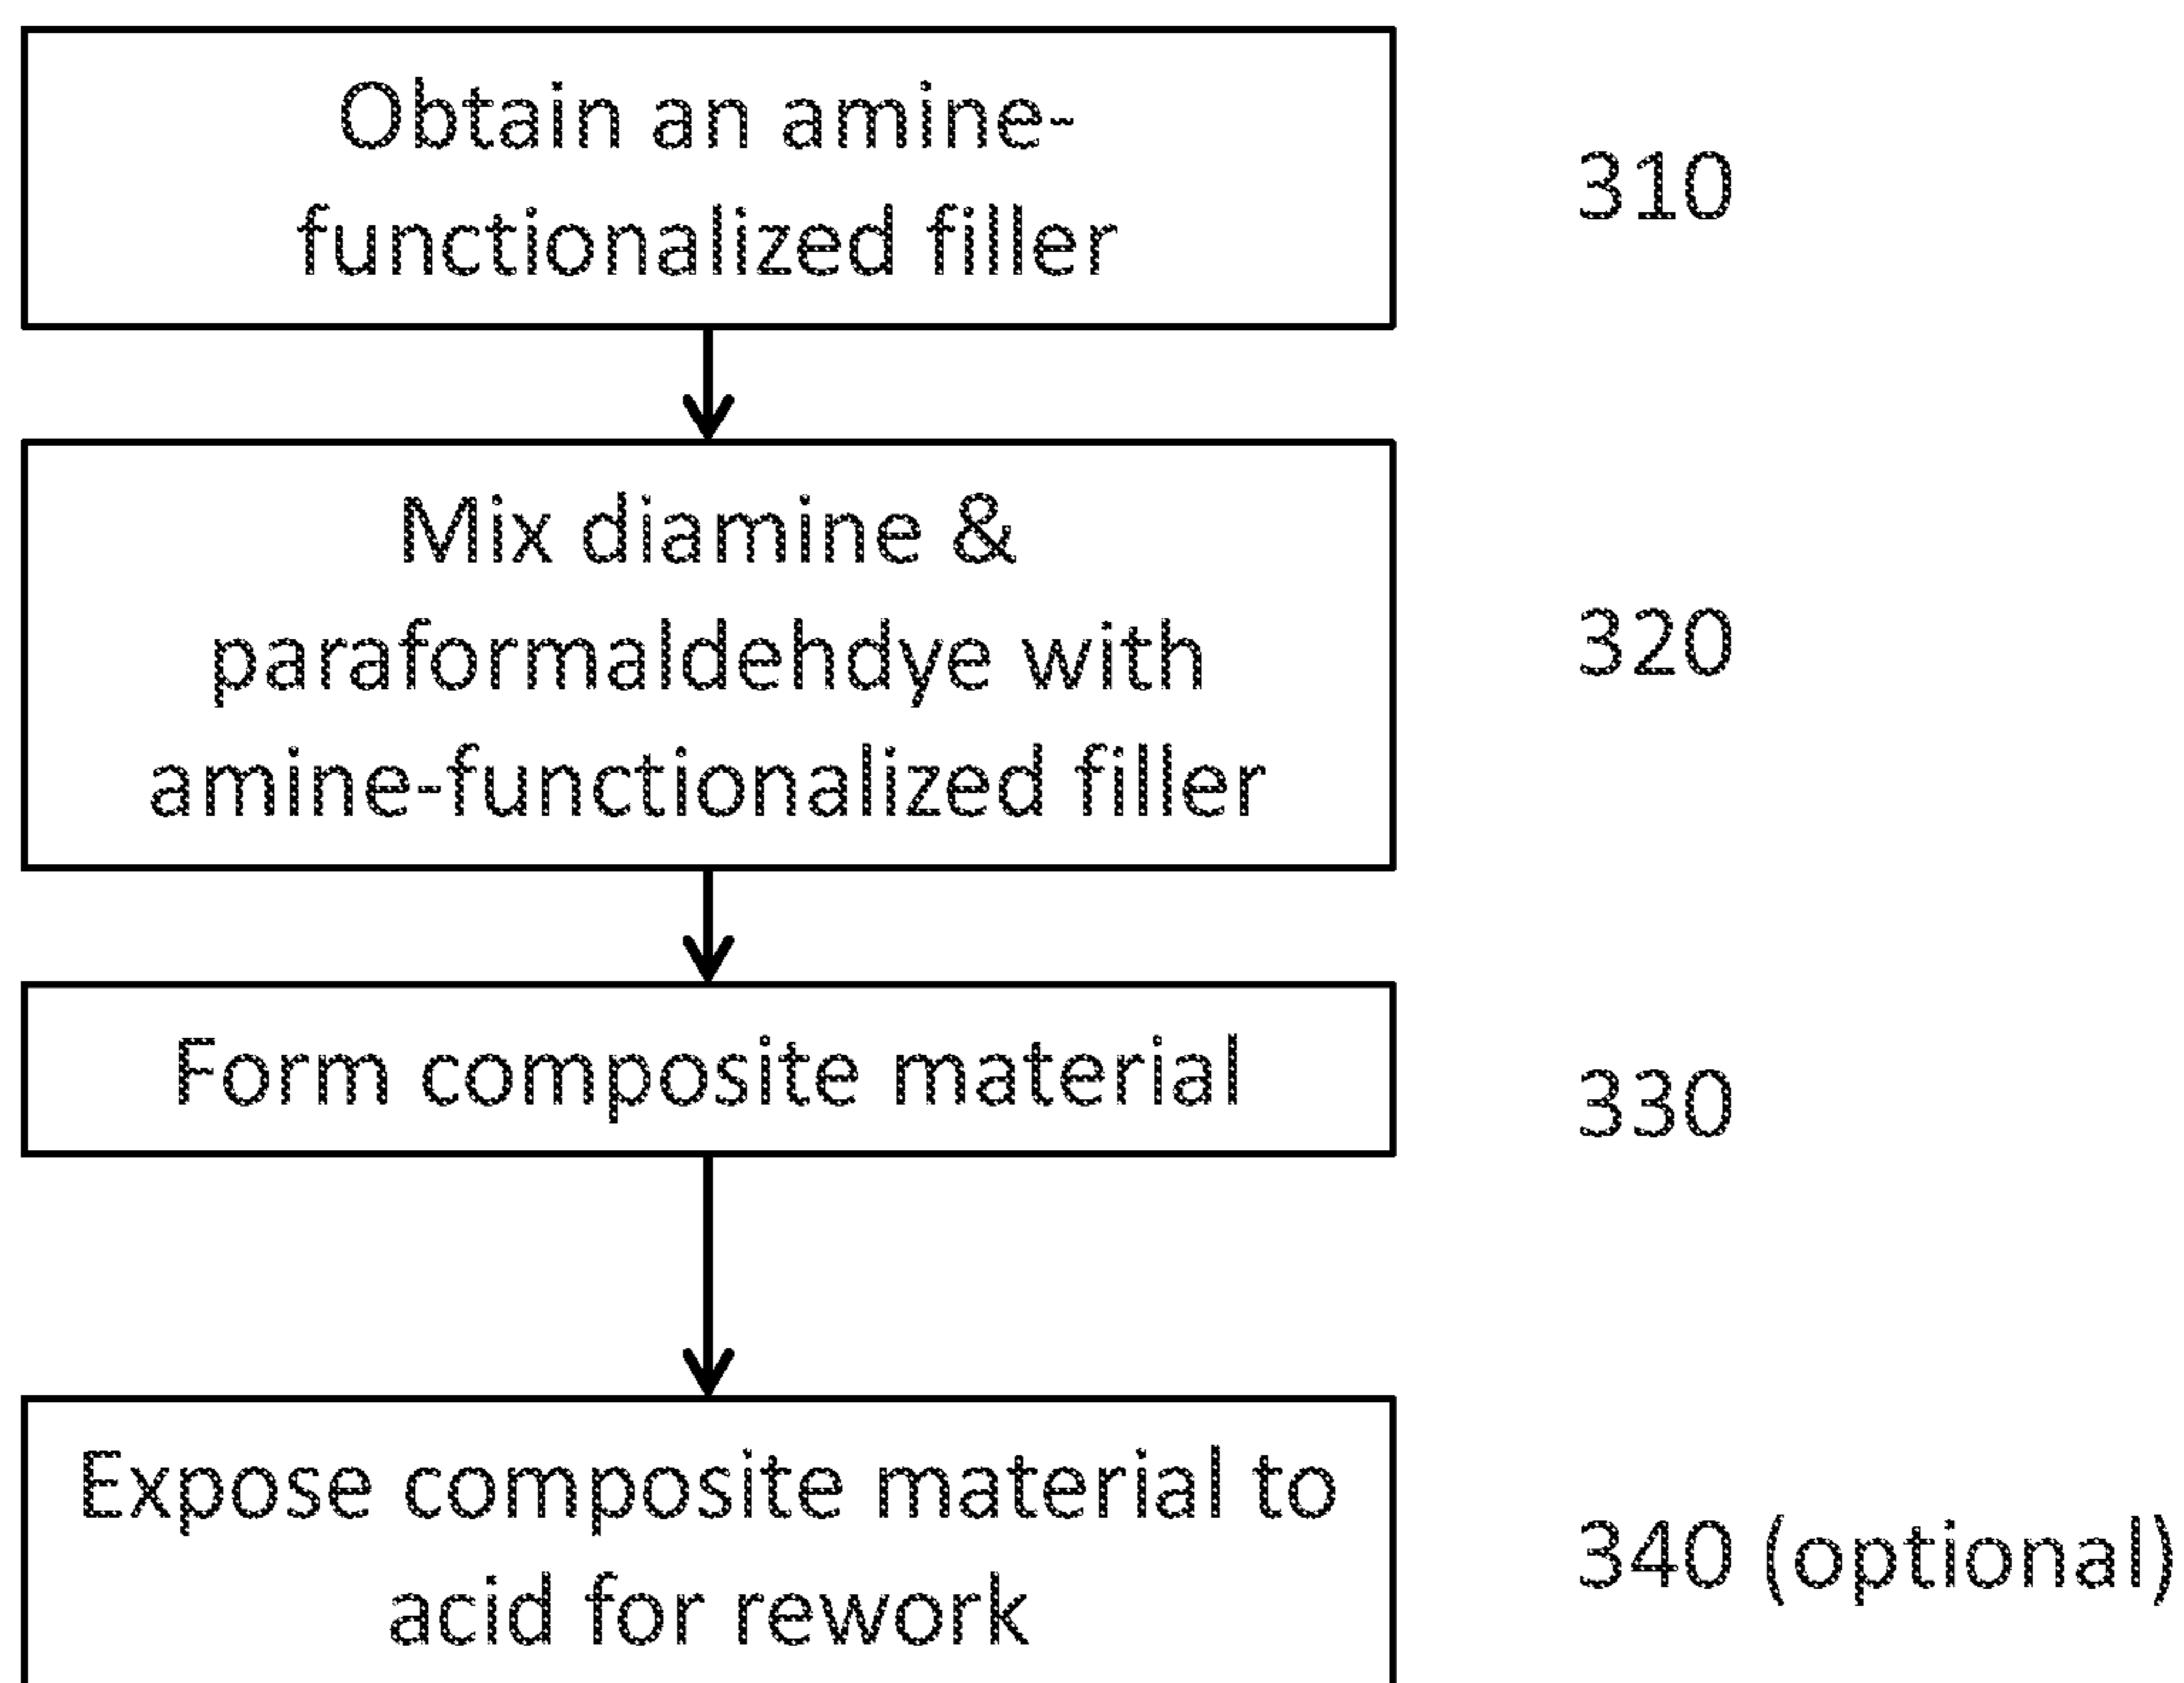 Obtain an amine-
functionalized filler
310
Mix diamine &
paraformaldehdye with
amine-functionalized filler
320
Form composite material
330
Expose composite material to
acid for rework
340 (optional)